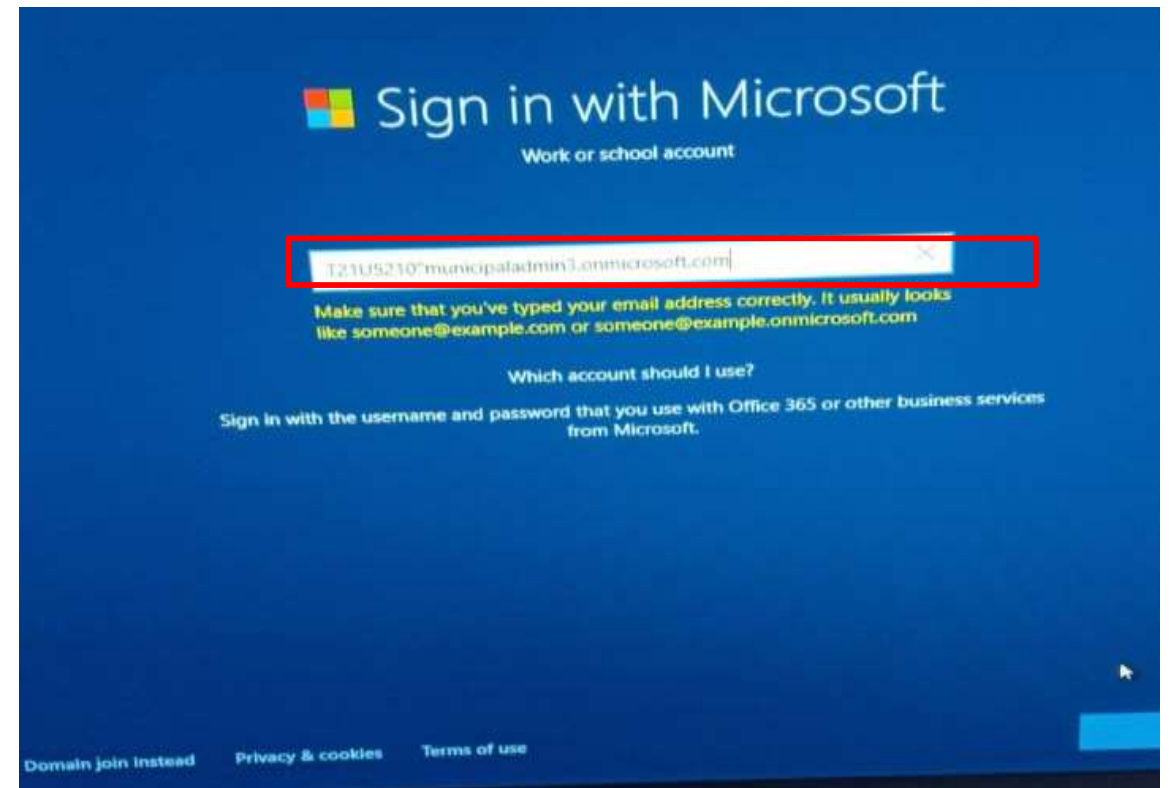 Sign in with Microsoft
Work or school account
T21U5210"municipaladmin3.onmicrosoft.com
Make sure that you've typed your email address correctly. It usually looks
like someone@example.com or someone@example.onmicrosoft.com
Which account should I use?
Sign in with the username and password that you use with Office 365 or other business services
from Microsoft.
Domain join instead Privacy & cookies Terms of use